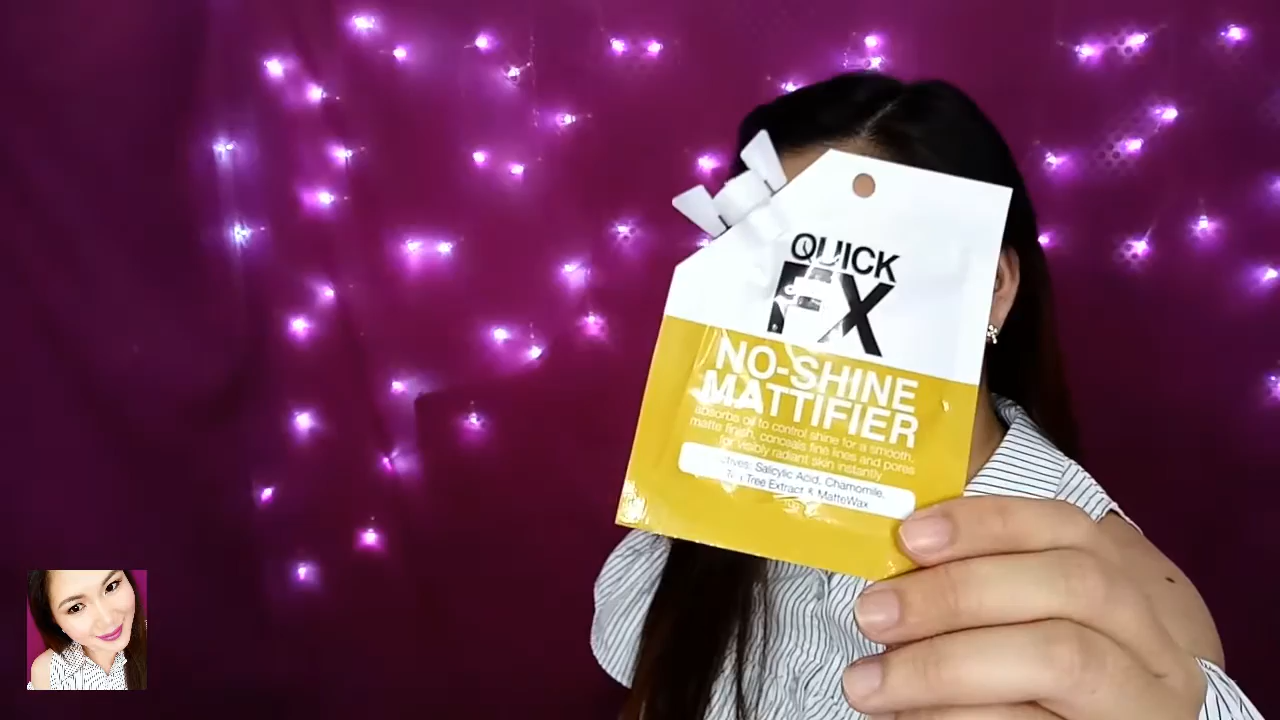 QUICK
FX
NO-SHINE
MATTIFIER
absorbs oil to control shine for a smooth,
matte finish, conceals fine lines and pores
for visibly radiant skin instantly
Salicylic Acid, Chamomile,
Tree Extract & MatteWax